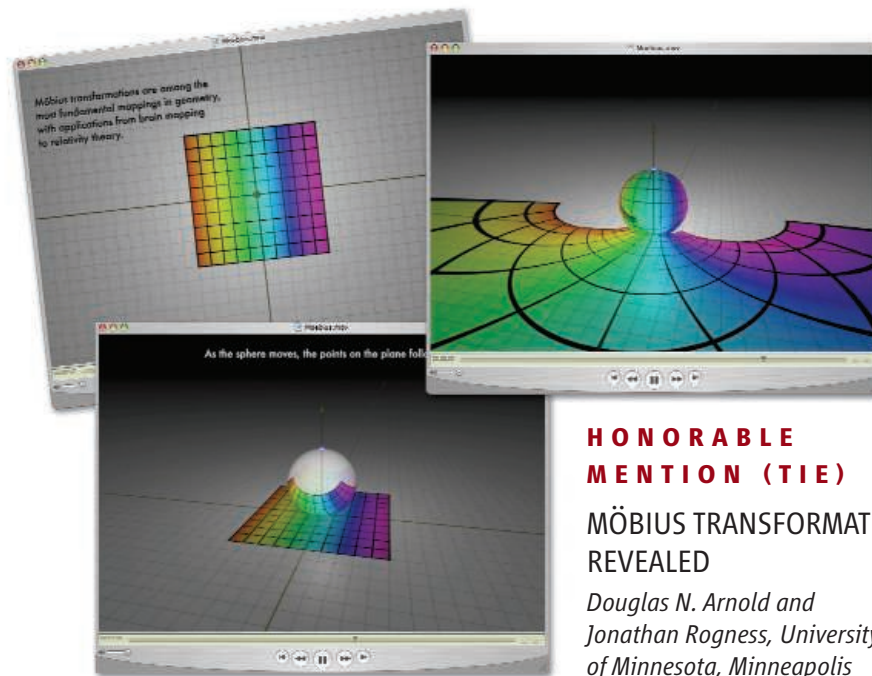 Möbius transformations are among the
most fundamental mappings in geometry,
with applications from brain mapping
to relativity theory.
As the sphere moves, the points on the plane follo
HONORABLE
MENTION (TIE)
MÖBIUS TRANSFORMAT
REVEALED
Douglas N. Arnold and
Jonathan Rogness, University
of Minnesota, Minneapolis